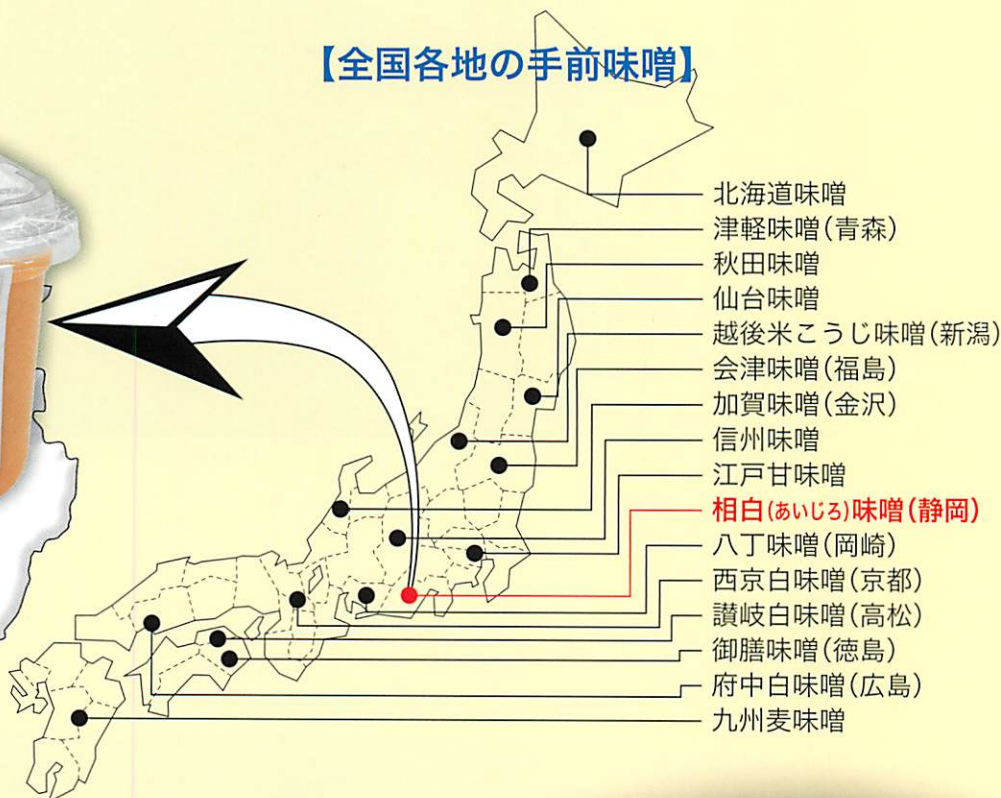 【全国各地の手前味噌】
北海道味噌
津軽味噌(青森)
秋田味噌
仙台味噌
越後米こうじ味噌(新潟)
会津味噌(福島)
加賀味噌(金沢)
信州味噌
江戸甘味噌
相白(あいじろ)味噌(静岡)
八丁味噌(岡崎)
西京白味噌(京都)
讃岐白味噌(高松)
御膳味噌(徳島)
府中白味噌(広島)
九州麦味噌